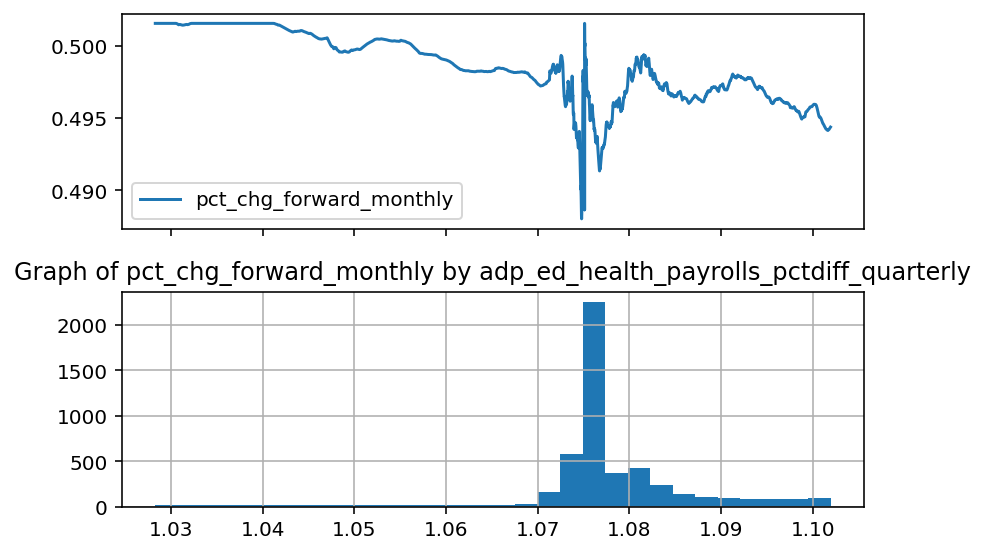 0.500
0.495
0.490
pct_chg_forward_monthly
Graph of pct_chg_forward_monthly by adp_ed_health_payrolls_pctdiff_quarterly
2000
1500
1000
500
0
1.03 1.04 1.05 1.06 1.07 1.08 1.09 1.10